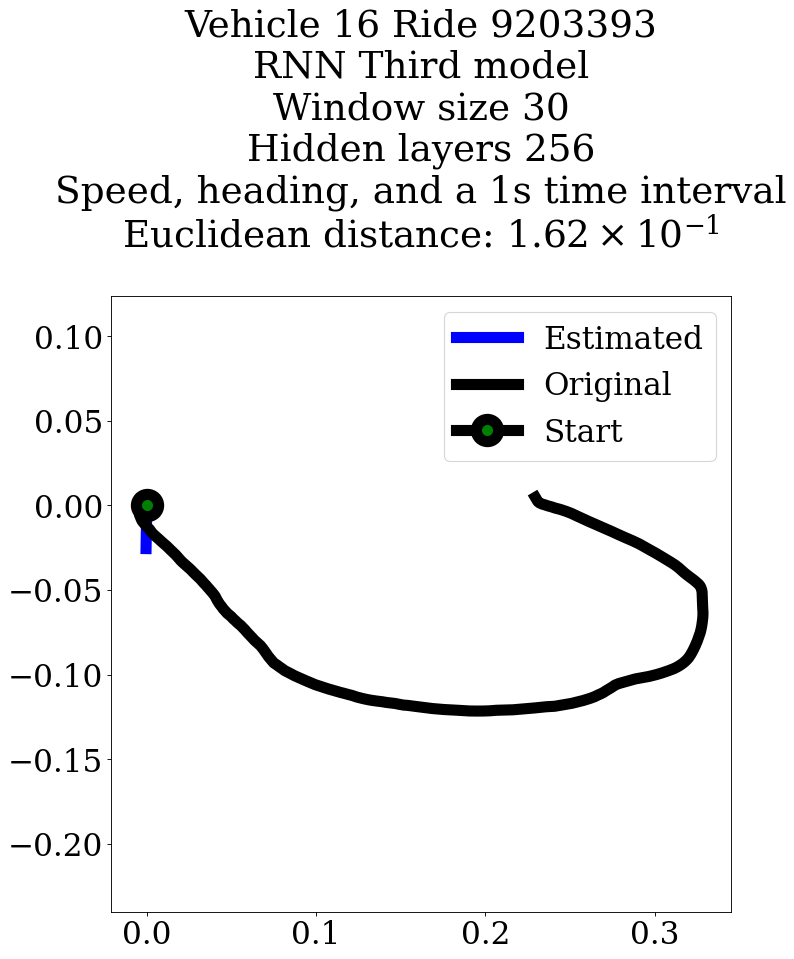 Vehicle 16 Ride 9203393
RNN Third model
Window size 30
Hidden layers 256
Speed, heading, and a 1s time interval
Euclidean distance: 1.62 × 10⁻¹
Estimated
Original
Start
0.10
0.05
0.00
−0.05
−0.10
−0.15
−0.20
0.0 0.1 0.2 0.3